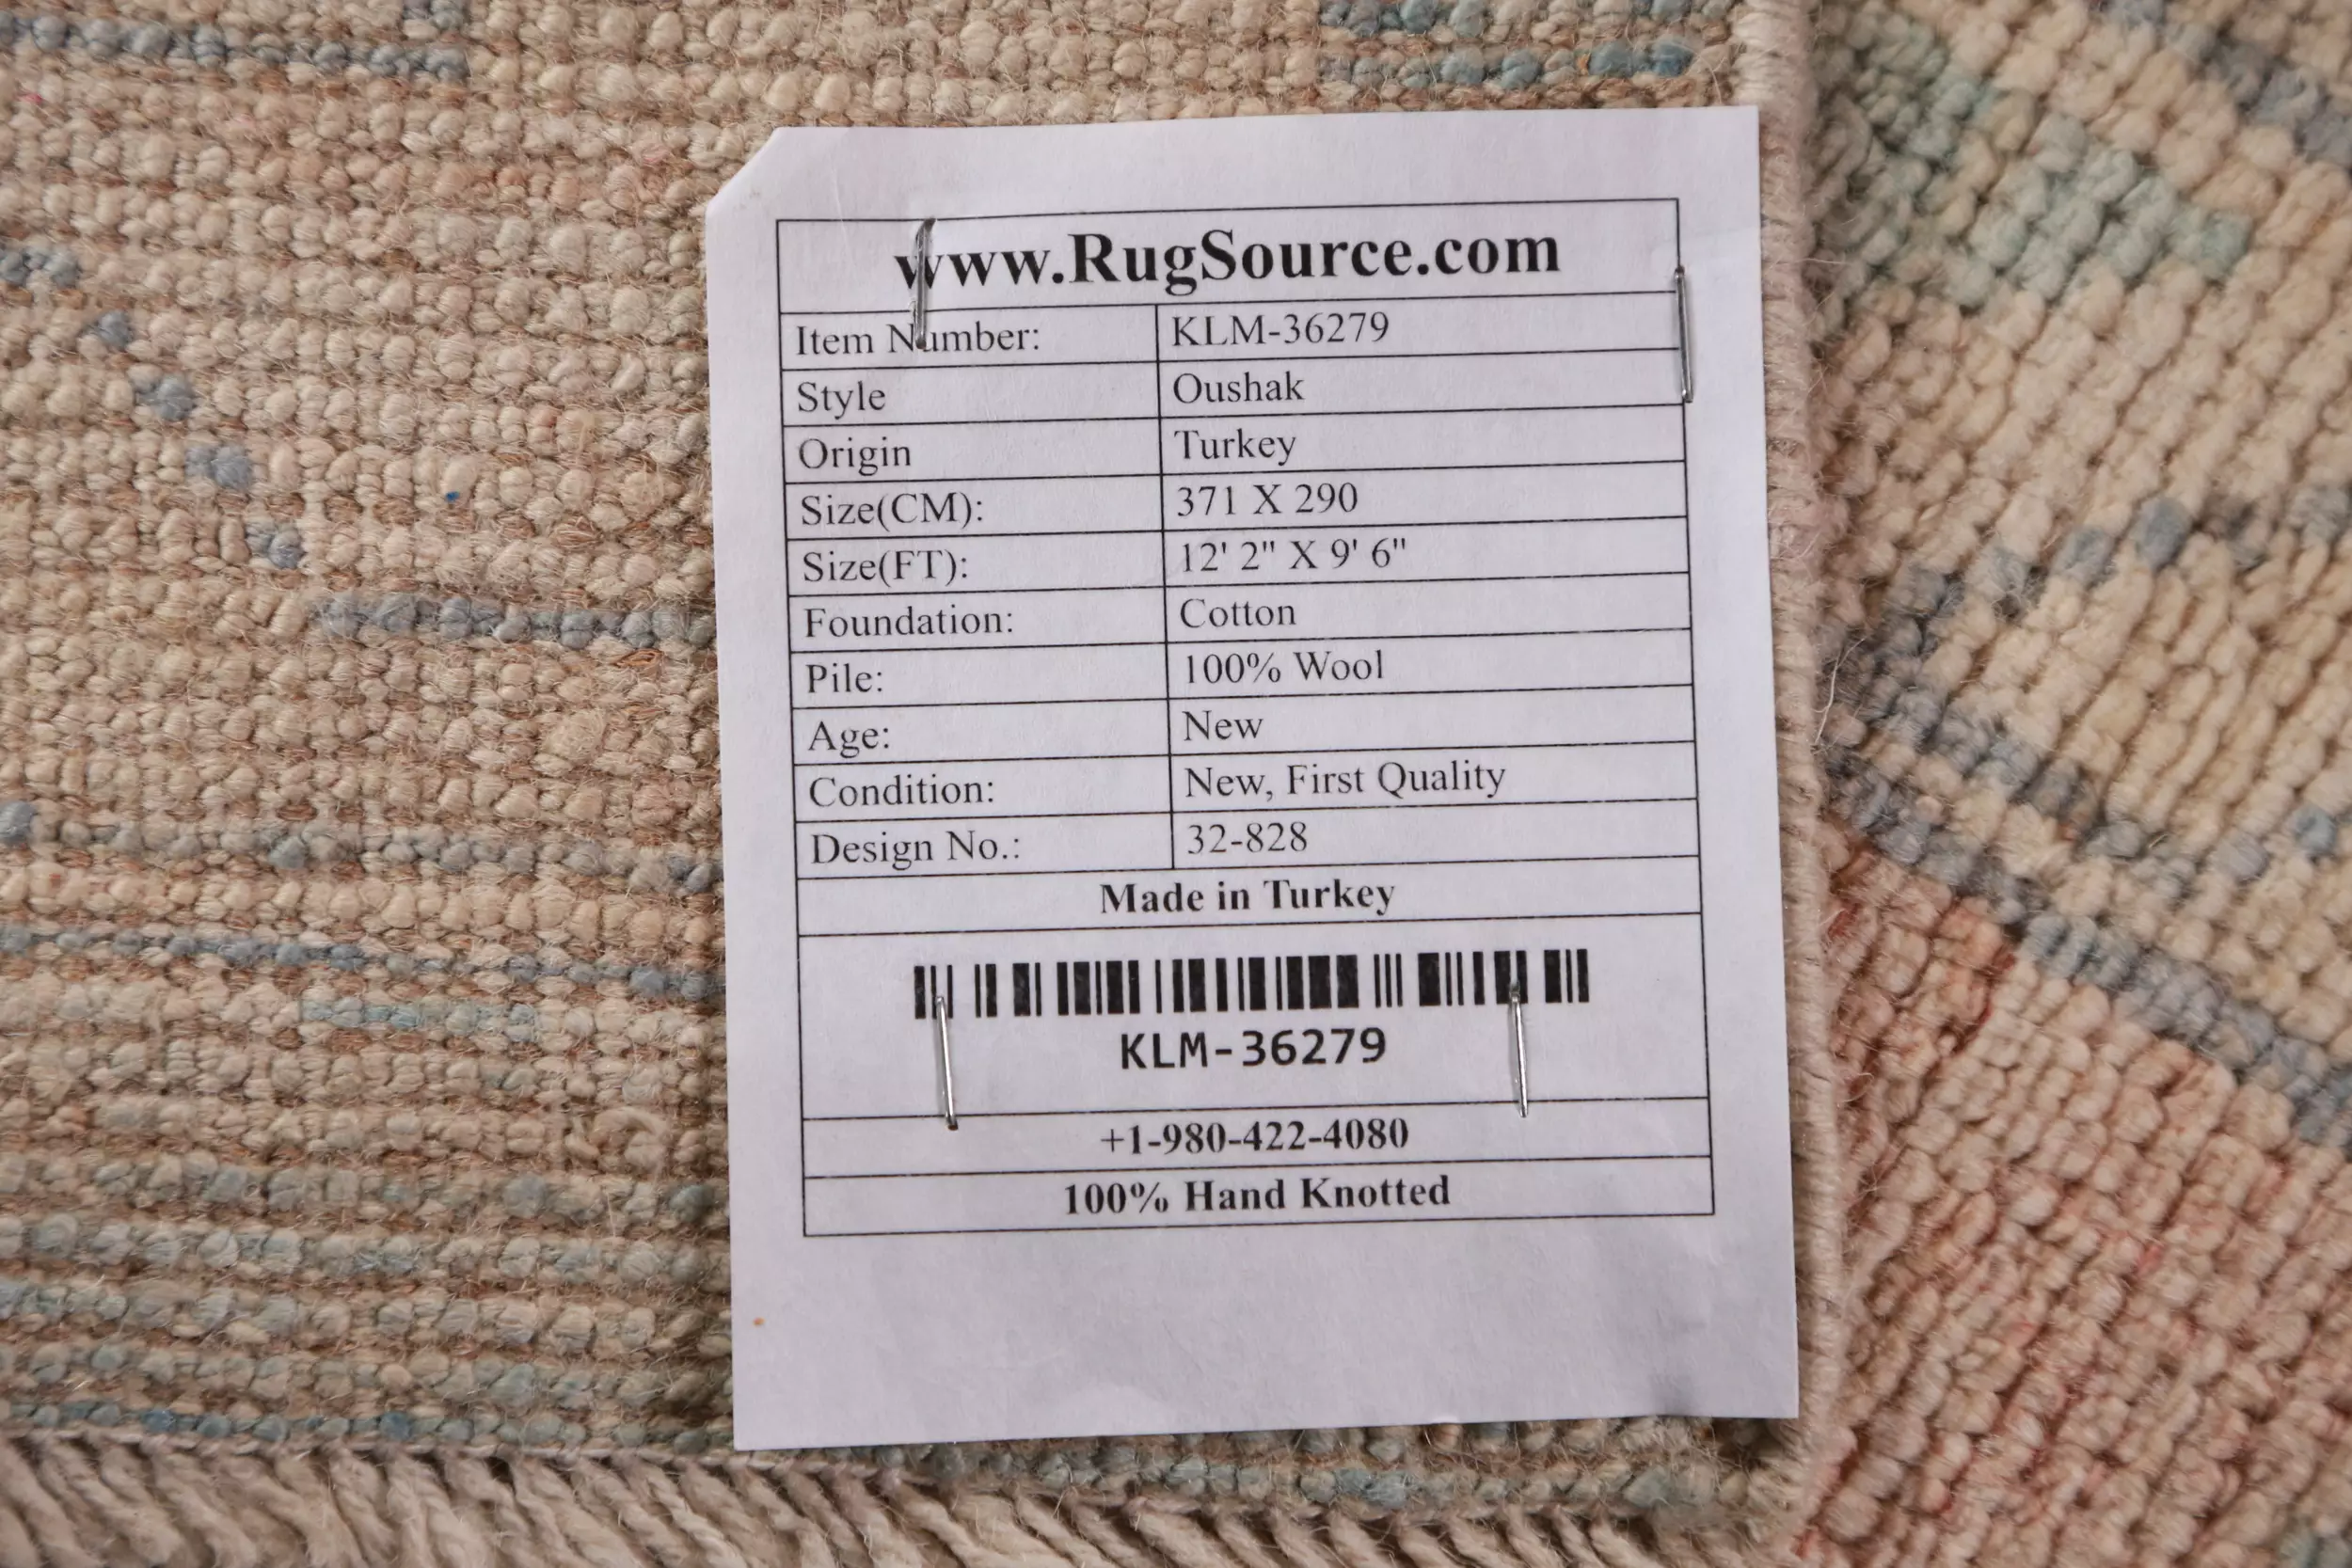 www.RugSource.com
Item Number: KLM-36279
Style Oushak
Origin Turkey
Size(CM): 371 X 290
Size(FT): 12' 2" X 9' 6"
Foundation: Cotton
Pile: 100% Wool
Age: New
Condition: New, First Quality
Design No.: 32-828
Made in Turkey
KLM-36279
+1-980-422-4080
100% Hand Knotted